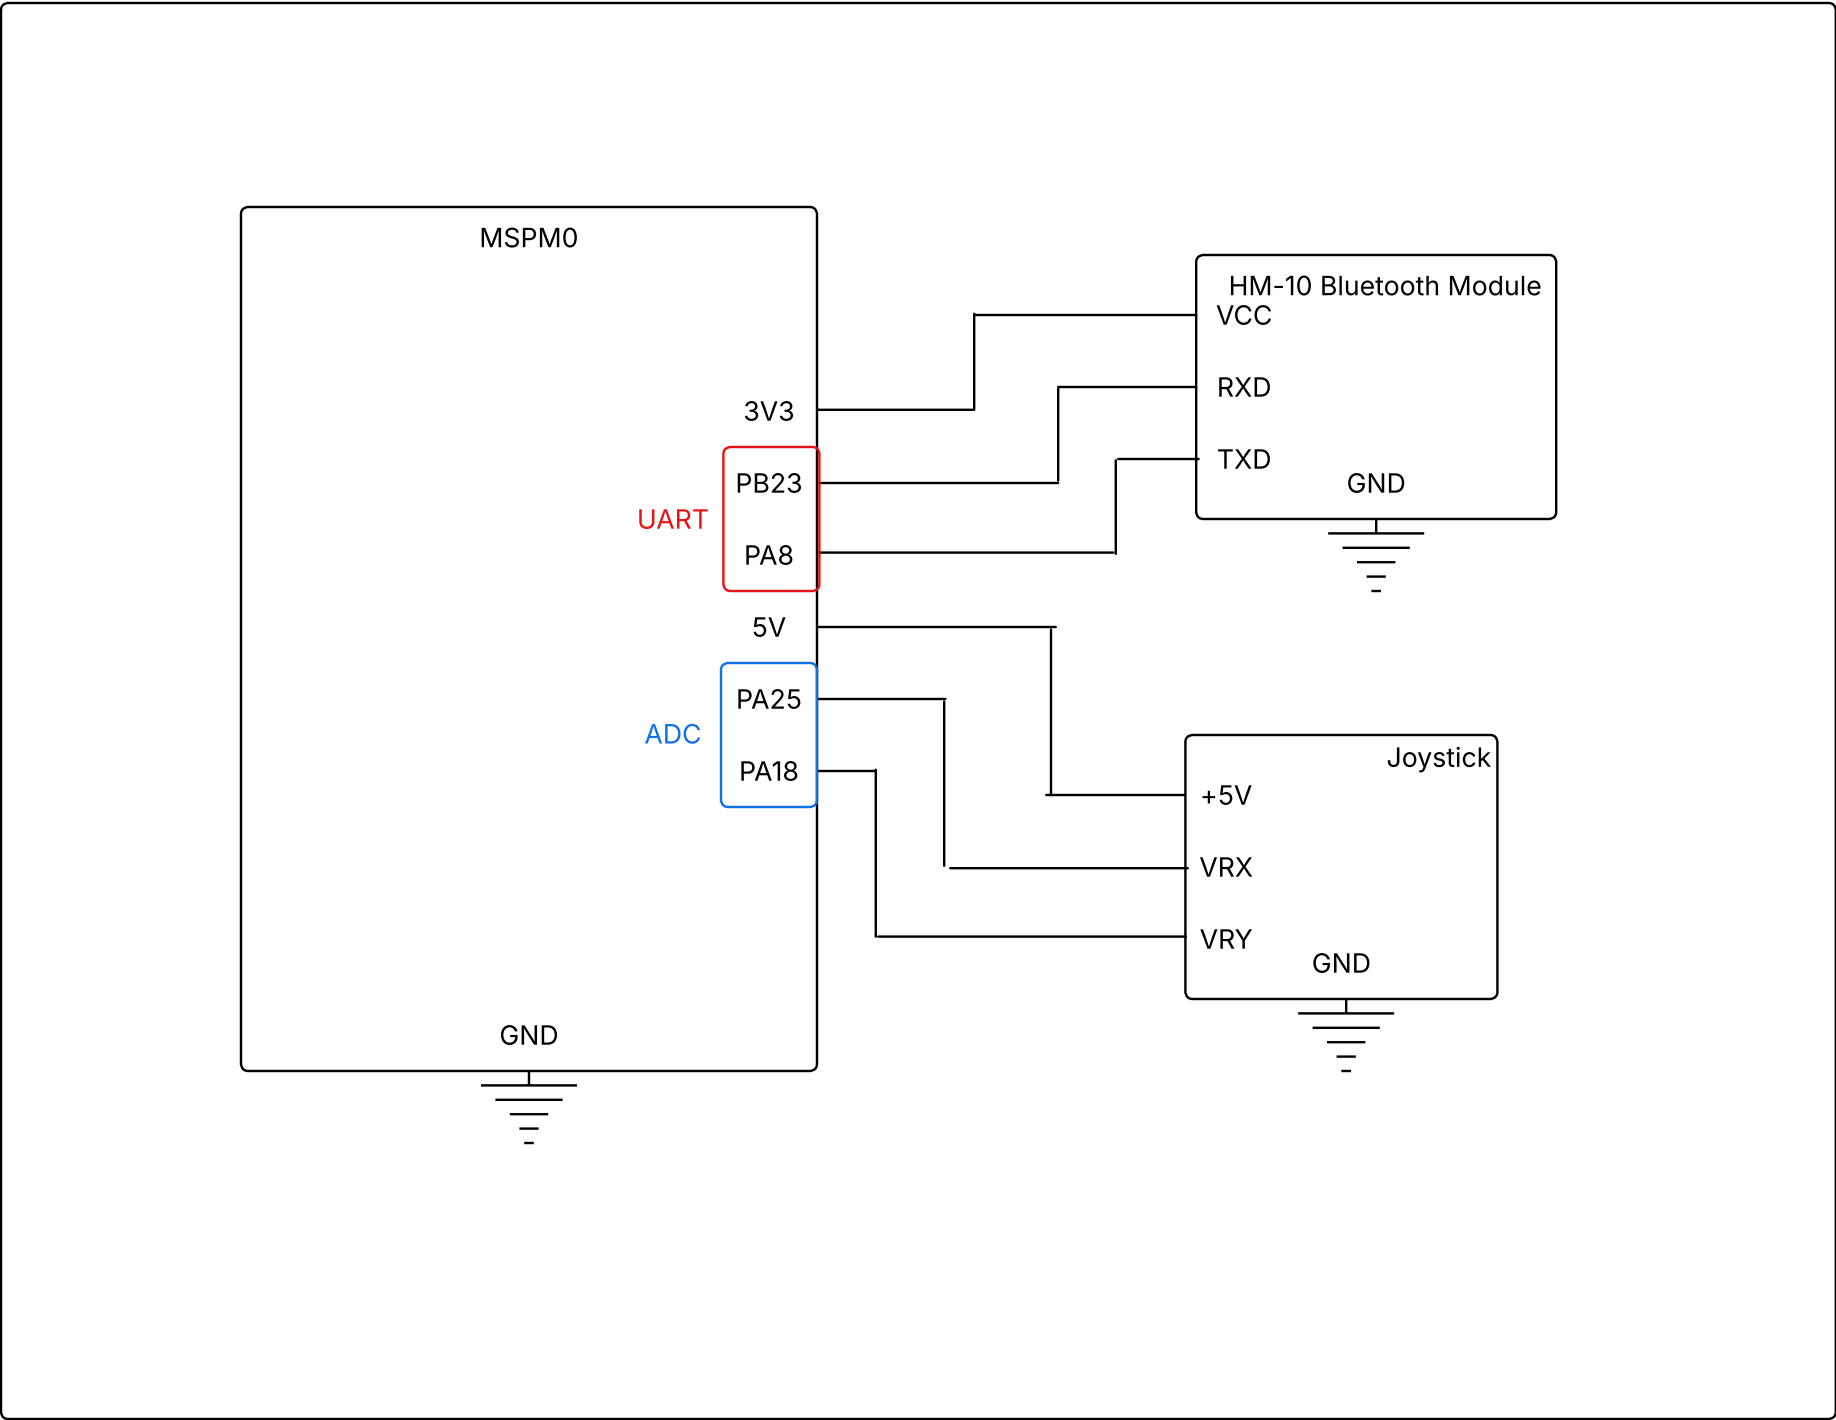 MSPM0
3V3
PB23
UART
PA8
5V
PA25
ADC
PA18
GND
HM-10 Bluetooth Module
VCC
RXD
TXD
GND
Joystick
+5V
VRX
VRY
GND